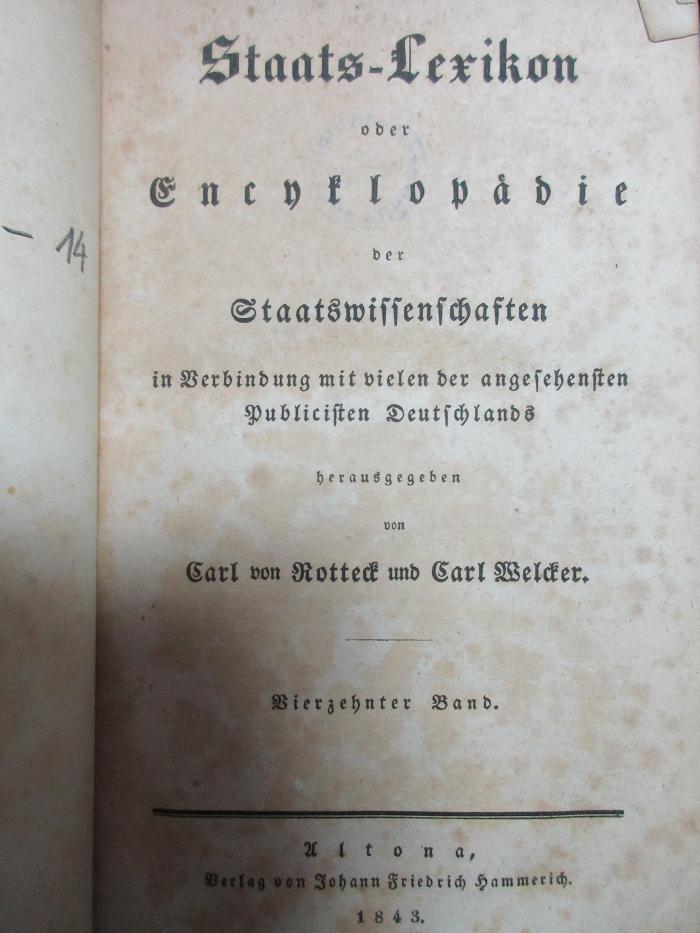 Staats-Lexikon
oder
Encyklopädie
der
Staatswissenschaften
in Verbindung mit vielen der angesehensten
Publicisten Deutschlands
herausgegeben
von
Carl von Rotteck und Carl Welcker.
Vierzehnter Band.
Altona,
Verlag von Johann Friedrich Hammerich.
1843.
14